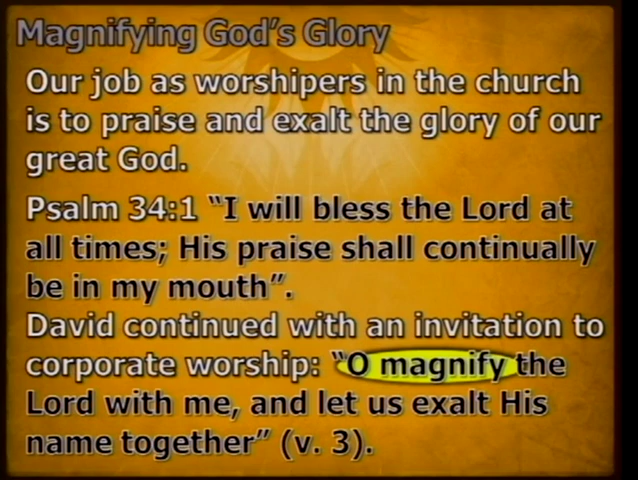 Magnifying God's Glory
Our job as worshipers in the church
is to praise and exalt the glory of our
great God.
Psalm 34:1 “I will bless the Lord at
all times; His praise shall continually
be in my mouth”.
David continued with an invitation to
corporate worship: “O magnify the
Lord with me, and let us exalt His
name together” (v. 3).